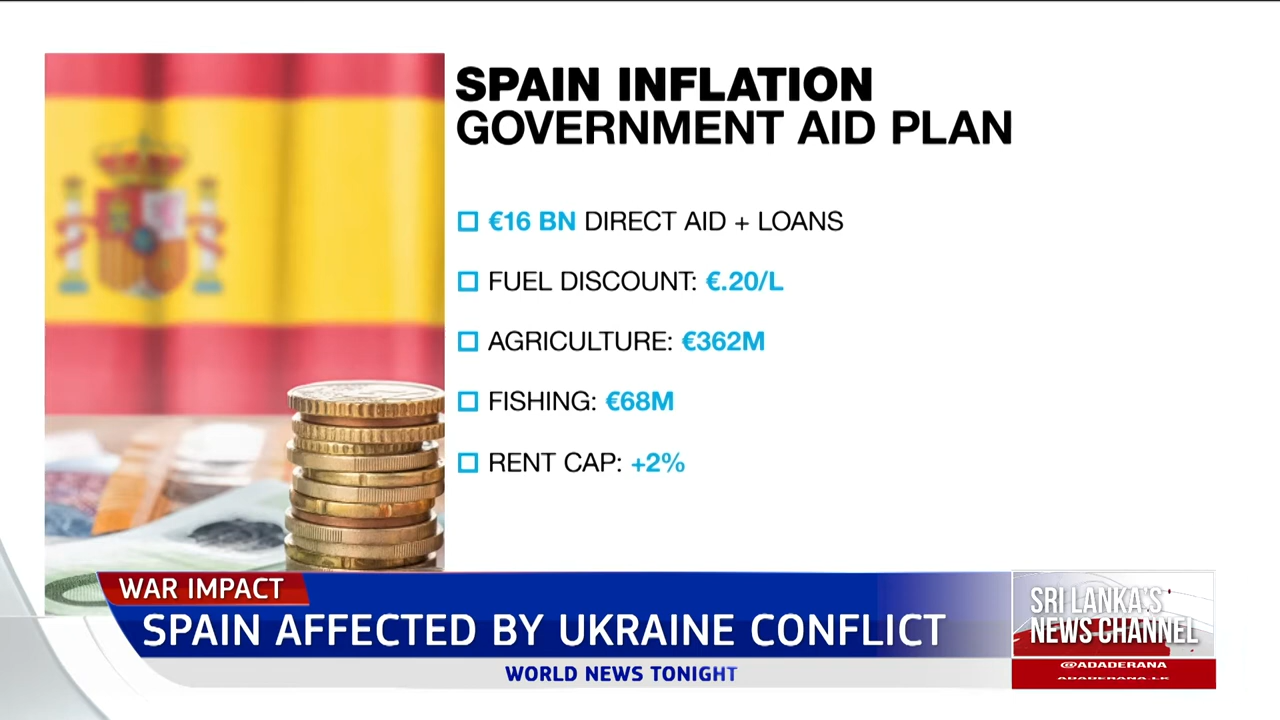 SPAIN INFLATION
GOVERNMENT AID PLAN
€16 BN DIRECT AID + LOANS
FUEL DISCOUNT: €.20/L
AGRICULTURE: €362M
FISHING: €68M
RENT CAP: +2%
WAR IMPACT
SPAIN AFFECTED BY UKRAINE CONFLICT
WORLD NEWS TONIGHT
SRI LANKA'S
NEWS CHANNEL
@ADADERANA